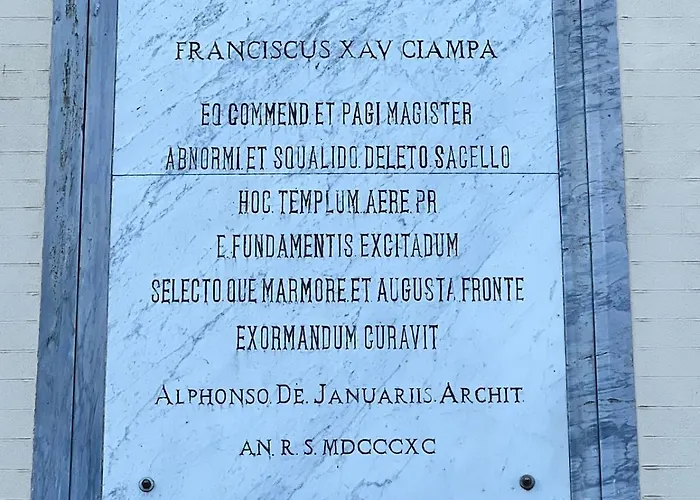 FRANCISCUS XAV CIAMPA
EQ COMMEND.ET PAGI MAGISTER
ABNORMI.ET SQUALIDO.DELETO.SACELLO
HOC.TEMPLUM.AERE.PR
E.FUNDAMENTIS.EXCITADUM
SELECTO.QUE MARMORE.ET AUGUSTA.FRONTE
EXORMANDUM CURAVIT
ALPHONSO.DE.JANUARIIS.ARCHIT
AN.R.S.MDCCCXC